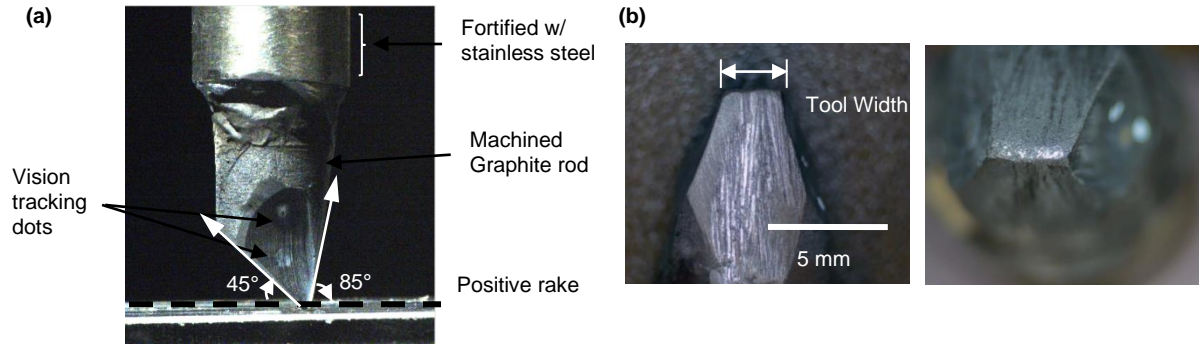 (a)
Fortified w/
stainless steel
Machined
Graphite rod
Vision
tracking
dots
45°
85°
Positive rake
(b)
Tool Width
5 mm